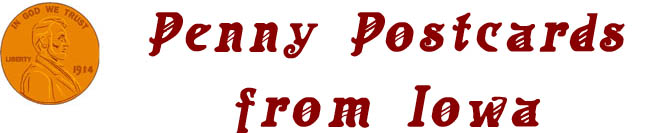 IN GOD WE TRUST
LIBERTY
1914
Penny Postcards
from Iowa